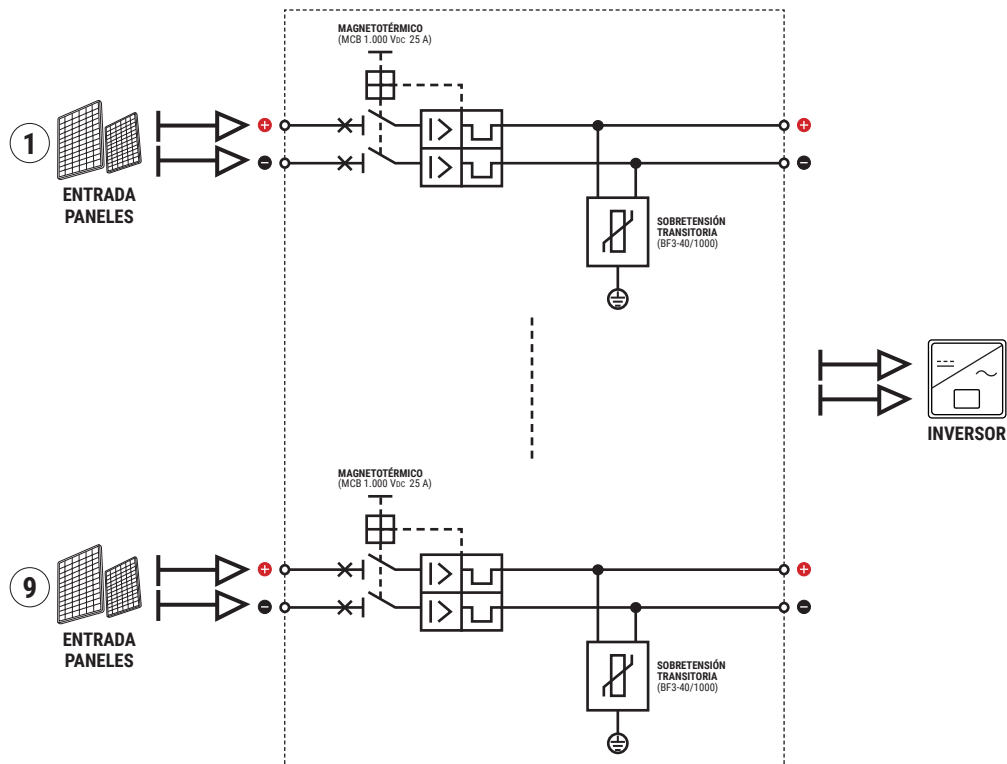 MAGNETOTÉRMICO
(MCB 1.000 VDC 25 A)
1
ENTRADA
PANELES
SOBRETENSIÓN
TRANSITORIA
(BF3-40/1000)
INVERSOR
MAGNETOTÉRMICO
(MCB 1.000 VDC 25 A)
9
ENTRADA
PANELES
SOBRETENSIÓN
TRANSITORIA
(BF3-40/1000)